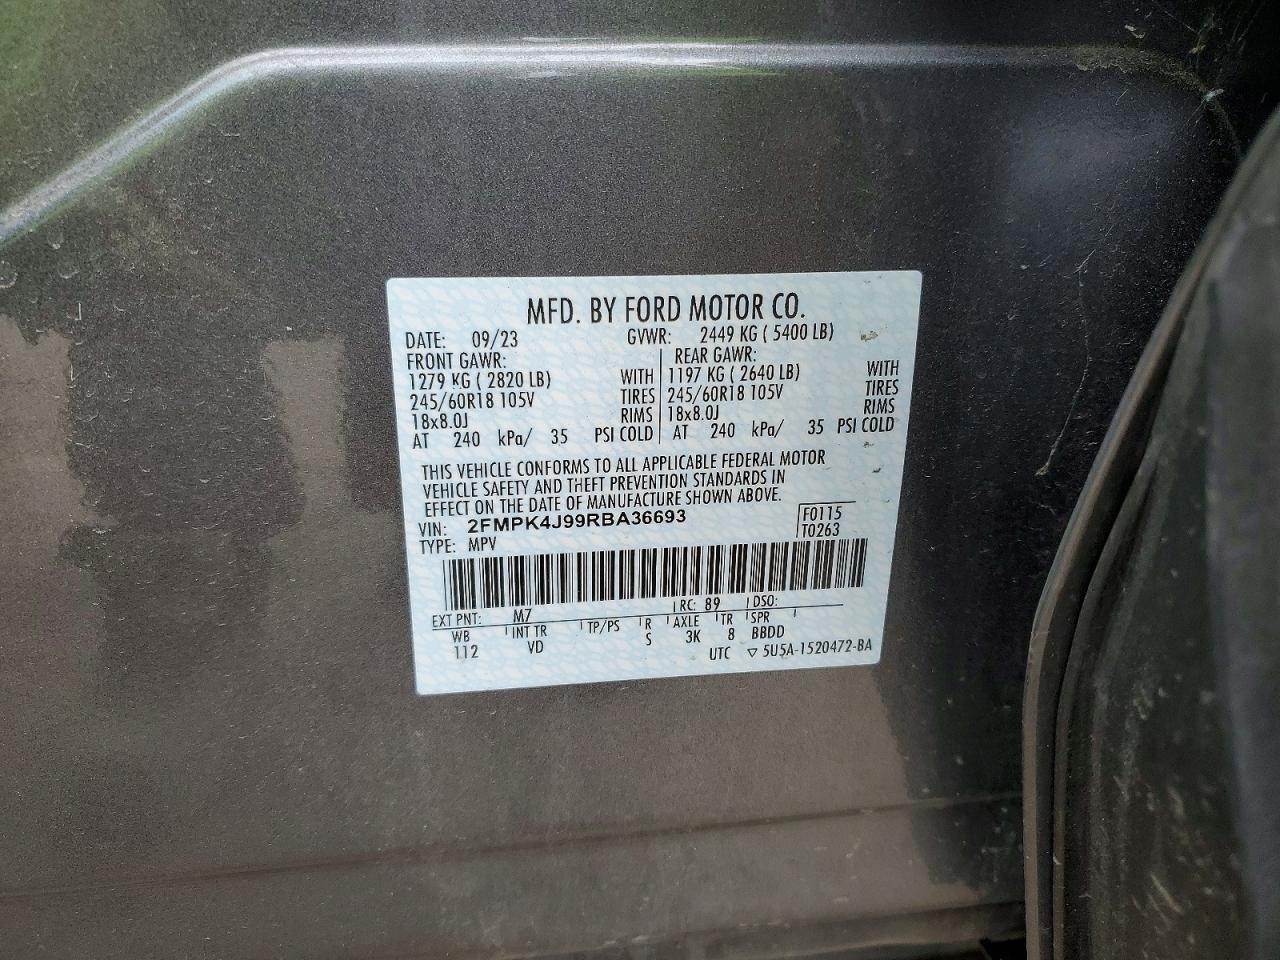 MFD. BY FORD MOTOR CO.
DATE: 09/23 GVWR: 2449 KG ( 5400 LB)
FRONT GAWR: REAR GAWR:
1279 KG ( 2820 LB) WITH 1197 KG ( 2640 LB) WITH
245/60R18 105V TIRES 245/60R18 105V TIRES
18x8.0J RIMS 18x8.0J RIMS
AT 240 kPa/ 35 PSI COLD AT 240 kPa/ 35 PSI COLD
THIS VEHICLE CONFORMS TO ALL APPLICABLE FEDERAL MOTOR
VEHICLE SAFETY AND THEFT PREVENTION STANDARDS IN
EFFECT ON THE DATE OF MANUFACTURE SHOWN ABOVE.
VIN: 2FMPK4J99RBA36693 F0115
TYPE: MPV T0263
EXT PNT: M7 RC: 89 DSO:
WB INT TR TP/PS R AXLE TR SPR
112 VD S 3K 8 BBDD
UTC ▽ 5U5A-1520472-BA